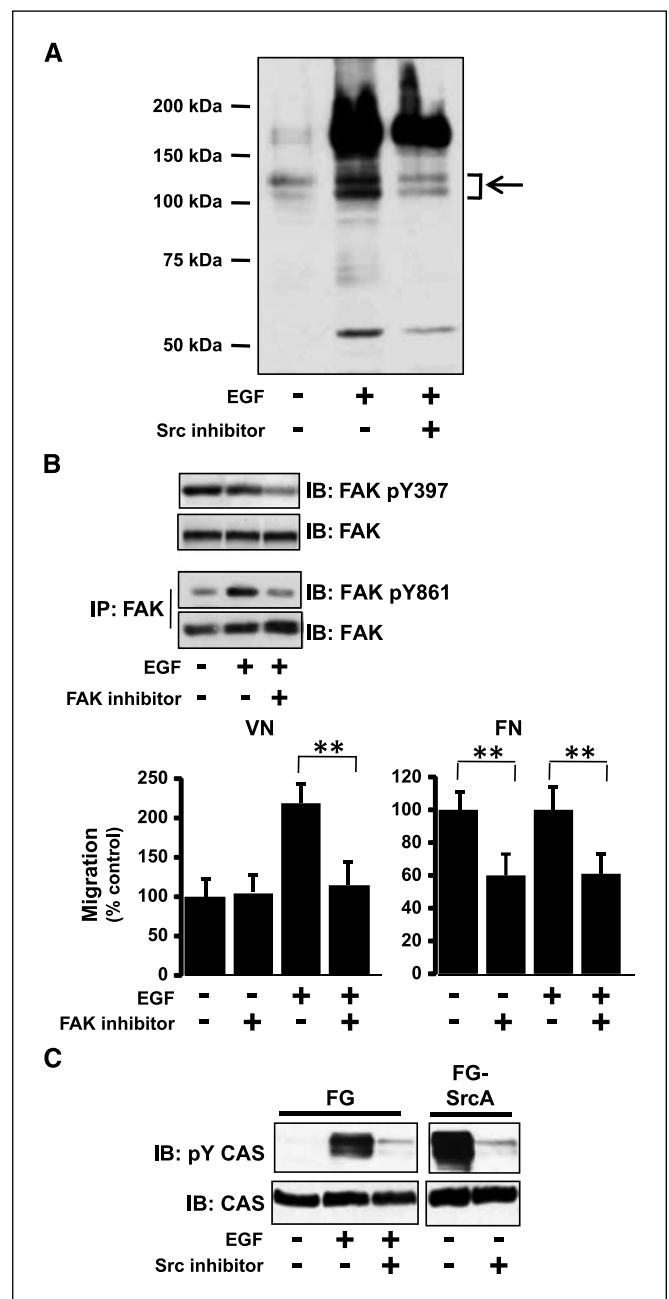 A
200 kDa
150 kDa
100 kDa
75 kDa
50 kDa
EGF - + +
Src inhibitor - - +
B
IB: FAK pY397
IB: FAK
IP: FAK
IB: FAK pY861
IB: FAK
EGF - + +
FAK inhibitor - - +
VN
FN
**
**
**
Migration
(% control)
250
200
150
100
50
0
120
100
80
60
40
20
0
EGF - - + + - - + +
FAK inhibitor - + - + - + - +
C
FG
FG-
SrcA
IB: pY CAS
IB: CAS
EGF - + + - -
Src inhibitor - - + - +